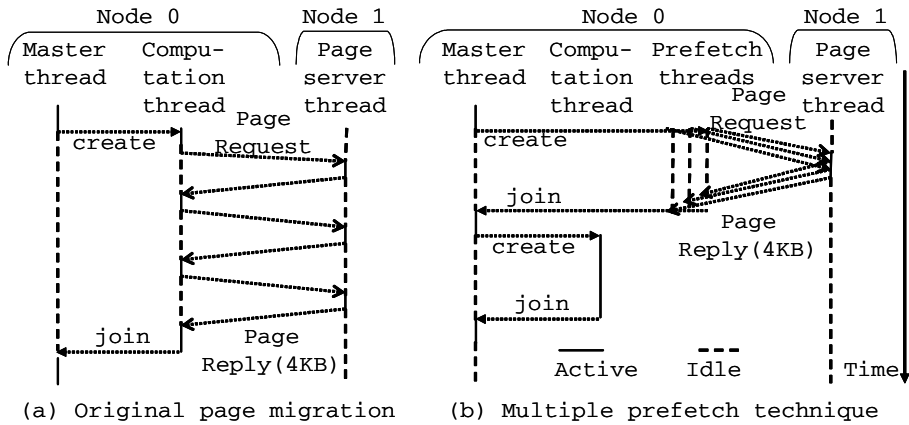 Node 0
Node 1
Master
thread
Compu-
tation
thread
Page
server
thread
create
Page
Request
join
Page
Reply(4KB)
(a) Original page migration
Node 0
Node 1
Master
thread
Compu-
tation
thread
Prefetch
threads
Page
server
thread
Page
Request
create
join
Page
Reply(4KB)
create
join
Active
Idle
Time
(b) Multiple prefetch technique